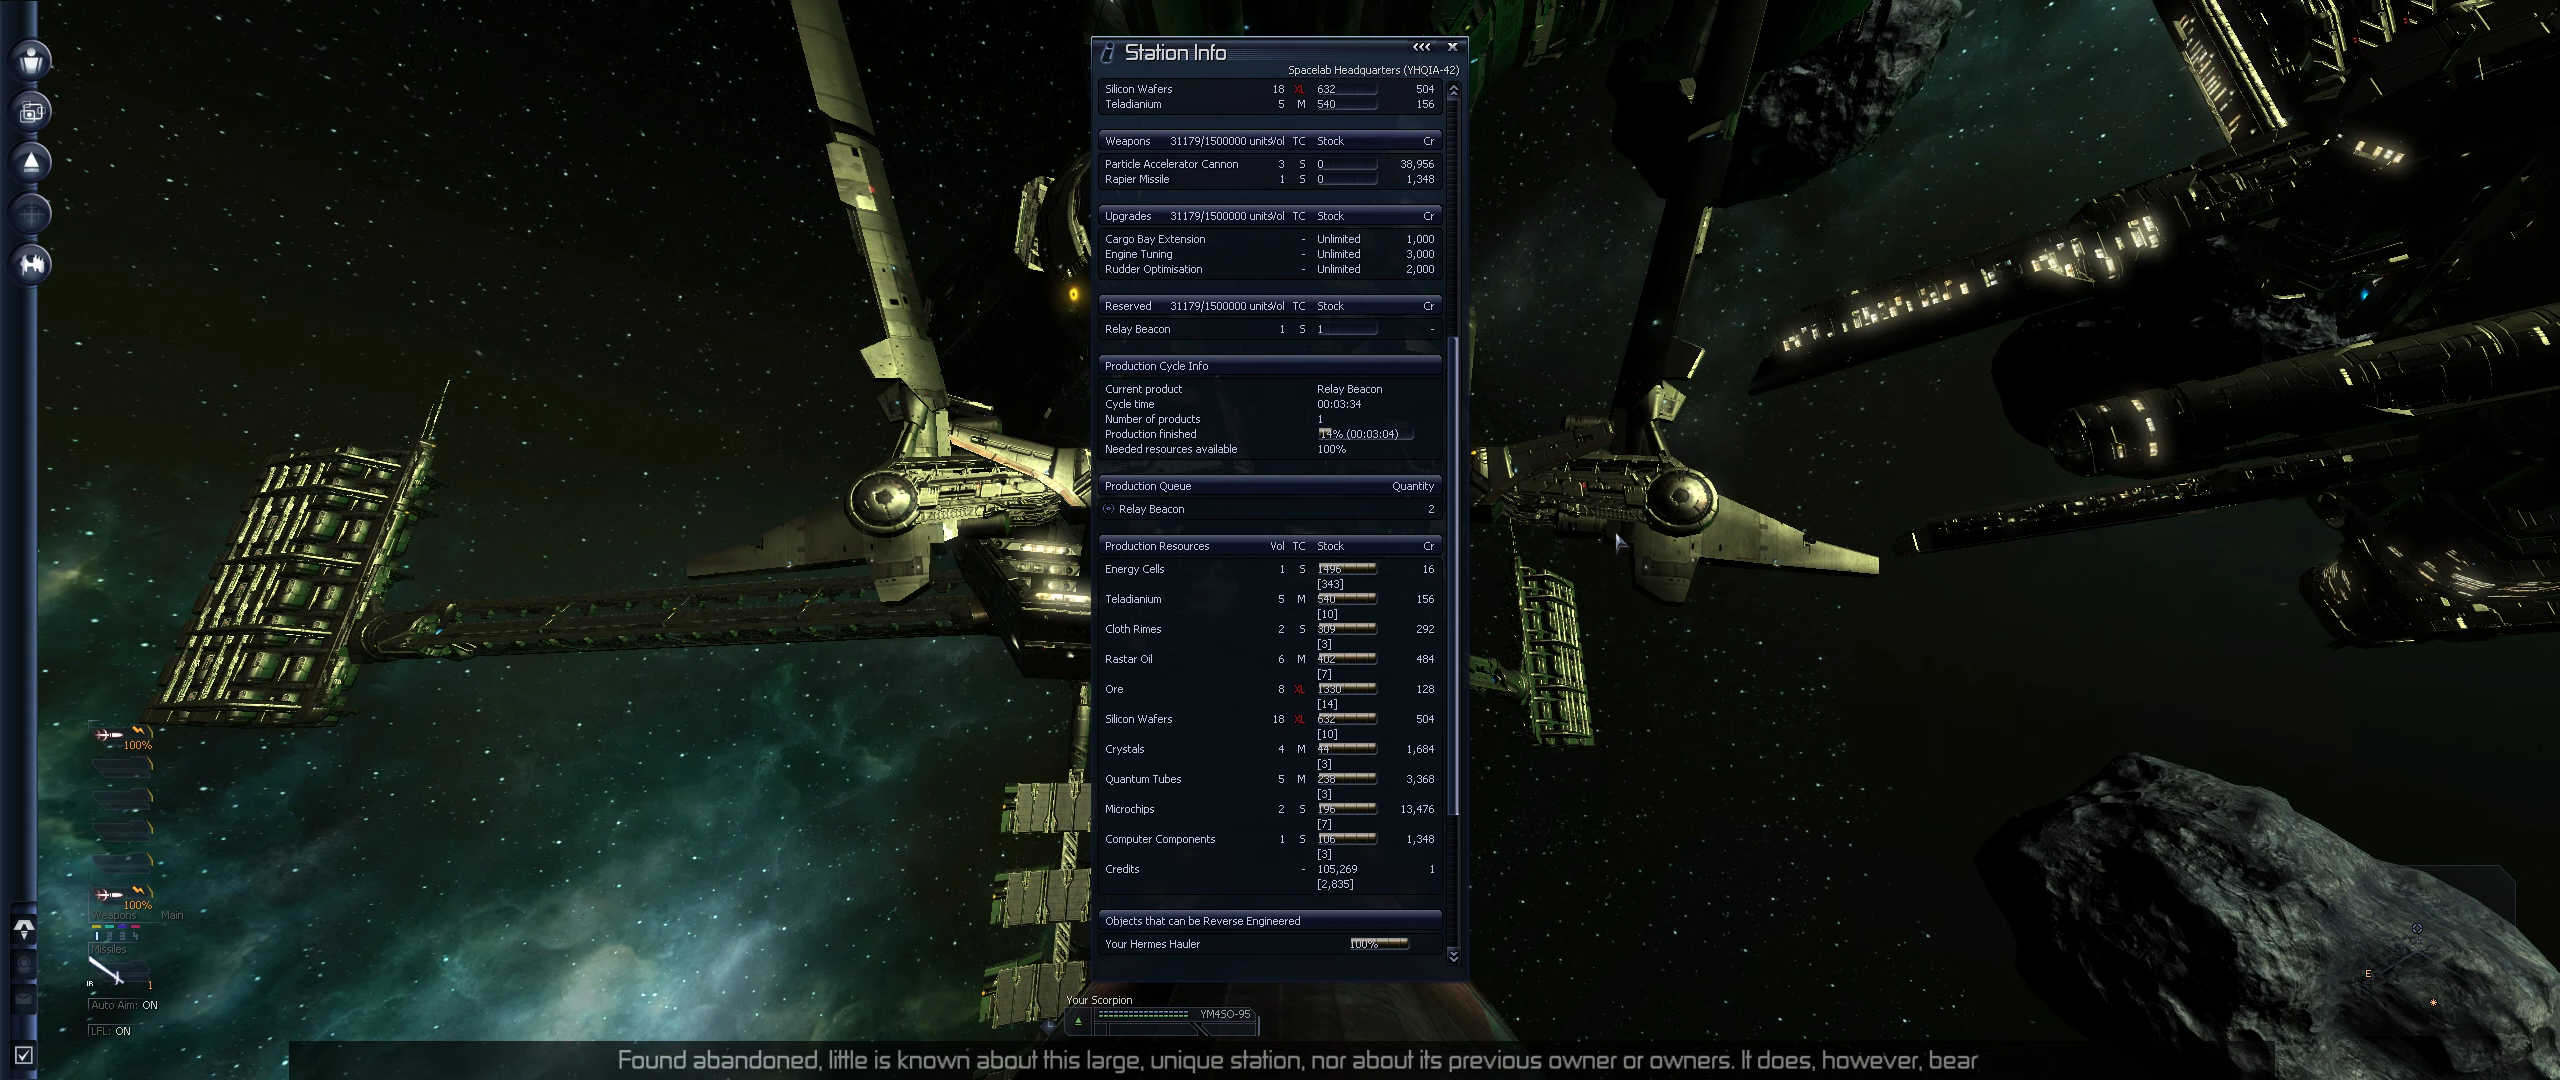 Station Info
Spacelab Headquarters (YHQIA-42)
Silicon Wafers 18 XL 632 504
Teladianium 5 M 540 156
Weapons 31179/1500000 units Vol TC Stock Cr
Particle Accelerator Cannon 3 S 0 38,956
Rapier Missile 1 S 0 1,348
Upgrades 31179/1500000 units Vol TC Stock Cr
Cargo Bay Extension - Unlimited 1,000
Engine Tuning - Unlimited 3,000
Rudder Optimisation - Unlimited 2,000
Reserved 31179/1500000 units Vol TC Stock Cr
Relay Beacon 1 S 1 -
Production Cycle Info
Current product Relay Beacon
Cycle time 00:03:34
Number of products 1
Production finished 14% (00:03:04)
Needed resources available 100%
Production Queue Quantity
Relay Beacon 2
Production Resources Vol TC Stock Cr
Energy Cells 1 S 1496 16
[343]
Teladianium 5 M 540 156
[10]
Cloth Rimes 2 S 309 292
[3]
Rastar Oil 6 M 402 484
[7]
Ore 8 XL 1330 128
[14]
Silicon Wafers 18 XL 632 504
[10]
Crystals 4 M 44 1,684
[3]
Quantum Tubes 5 M 238 3,368
[3]
Microchips 2 S 196 13,476
[7]
Computer Components 1 S 106 1,348
[3]
Credits - 105,269 1
[2,835]
Objects that can be Reverse Engineered
Your Hermes Hauler 100%
100%
100%
Weapons Main
1 2 3 4
Missiles
IR 1
Auto Aim: ON
LFL: ON
Your Scorpion
YM4SO-95
E
Found abandoned, little is known about this large, unique station, nor about its previous owner or owners. It does, however, bear